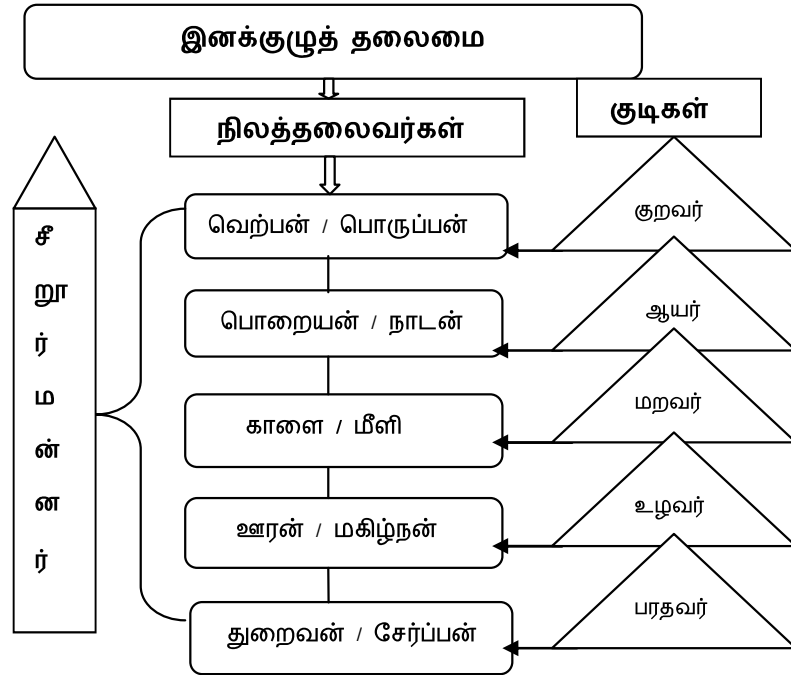 இனக்குழுத் தலைமை
நிலத்தலைவர்கள்
குடிகள்
சீ
றூ
ர்
ம
ன்
ன
ர்
வெற்பன் / பொருப்பன்
குறவர்
பொறையன் / நாடன்
ஆயர்
காளை / மீளி
மறவர்
ஊரன் / மகிழ்நன்
உழவர்
துறைவன் / சேர்ப்பன்
பரதவர்